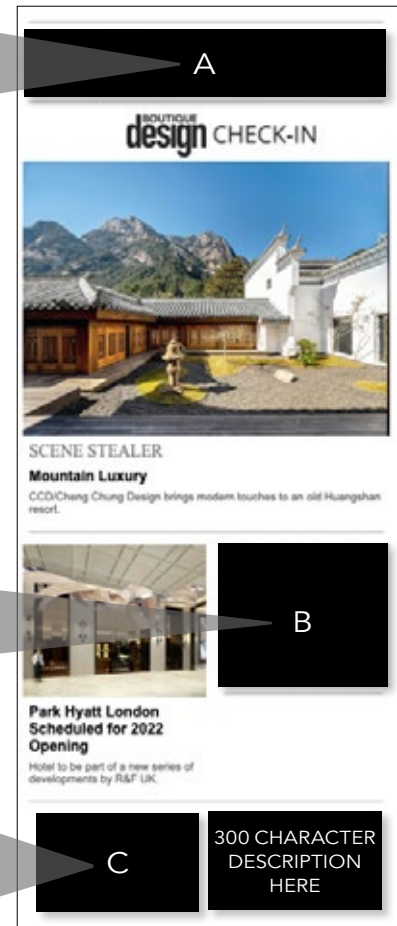 A
BOUTIQUE
design CHECK-IN
SCENE STEALER
Mountain Luxury
CCD/Cheng Chung Design brings modern touches to an old Huangshan
resort.
B
Park Hyatt London
Scheduled for 2022
Opening
Hotel to be part of a new series of
developments by R&F UK.
C
300 CHARACTER
DESCRIPTION
HERE